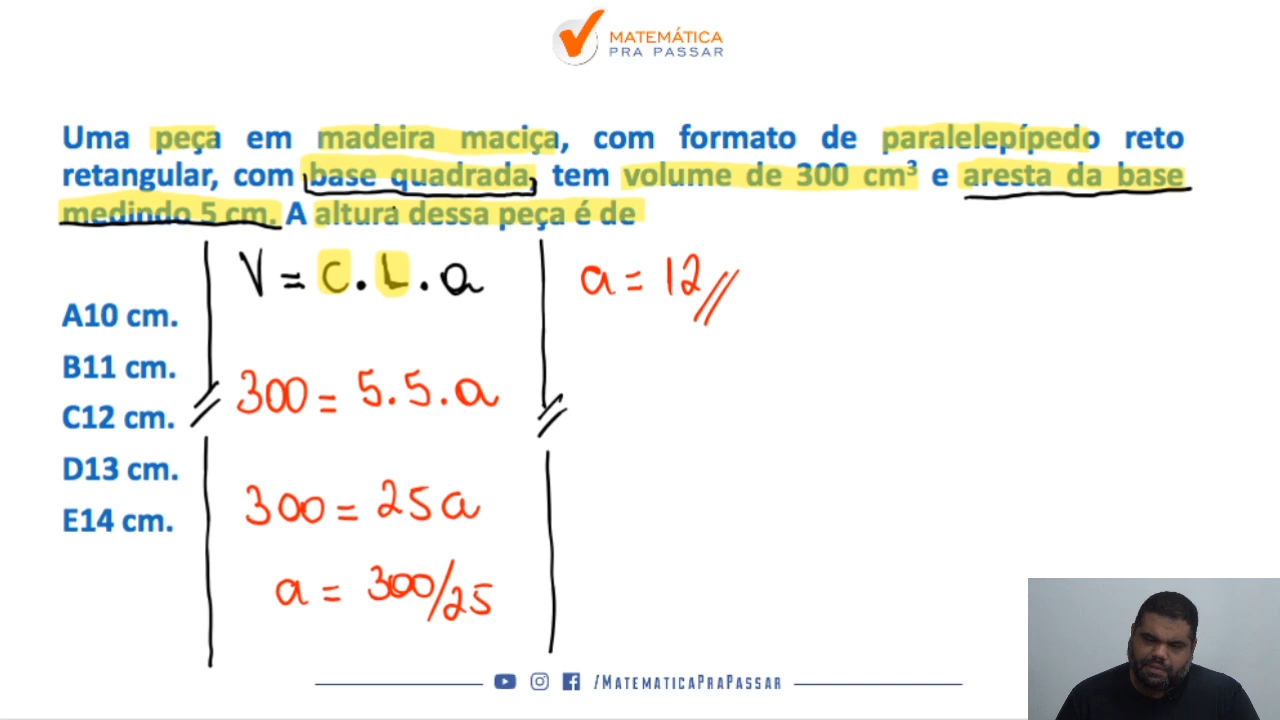 MATEMÁTICA
PRA PASSAR
Uma peça em madeira maciça, com formato de paralelepípedo reto
retangular, com base quadrada, tem volume de 300 cm³ e aresta da base
medindo 5 cm. A altura dessa peça é de
V = C . L . a
a = 12
A10 cm.
B11 cm.
300 = 5 . 5 . a
C12 cm.
D13 cm.
300 = 25a
E14 cm.
a = 300/25
/MATEMATICAPRAPASSAR